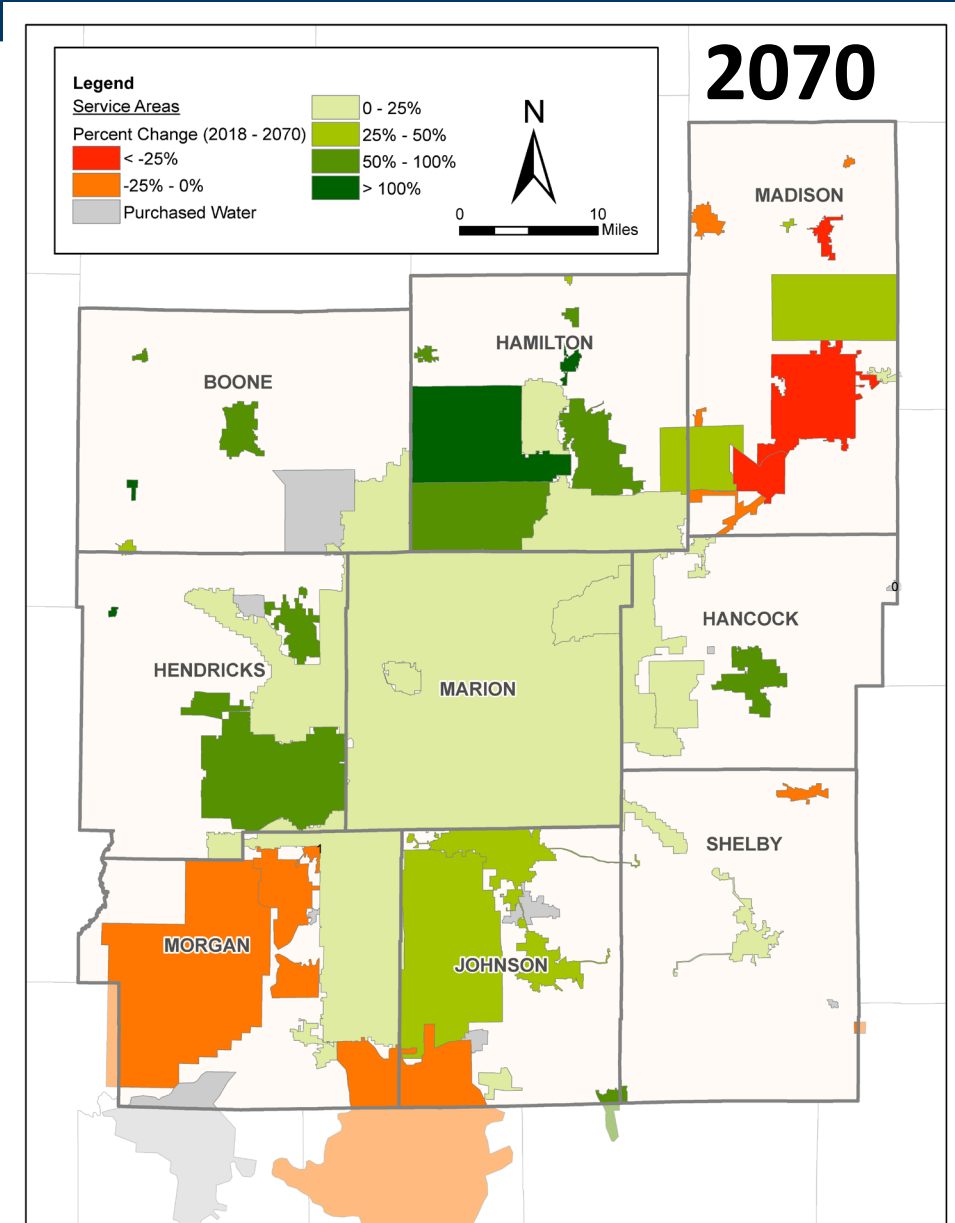 2070
Legend
Service Areas
Percent Change (2018 - 2070)
< -25%
-25% - 0%
Purchased Water
0 - 25%
25% - 50%
50% - 100%
> 100%
N
0 10
Miles
MADISON
HAMILTON
BOONE
0
HANCOCK
HENDRICKS
MARION
SHELBY
MORGAN
JOHNSON